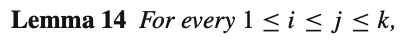 Lemma 14 For every 1 ≤ i ≤ j ≤ k,